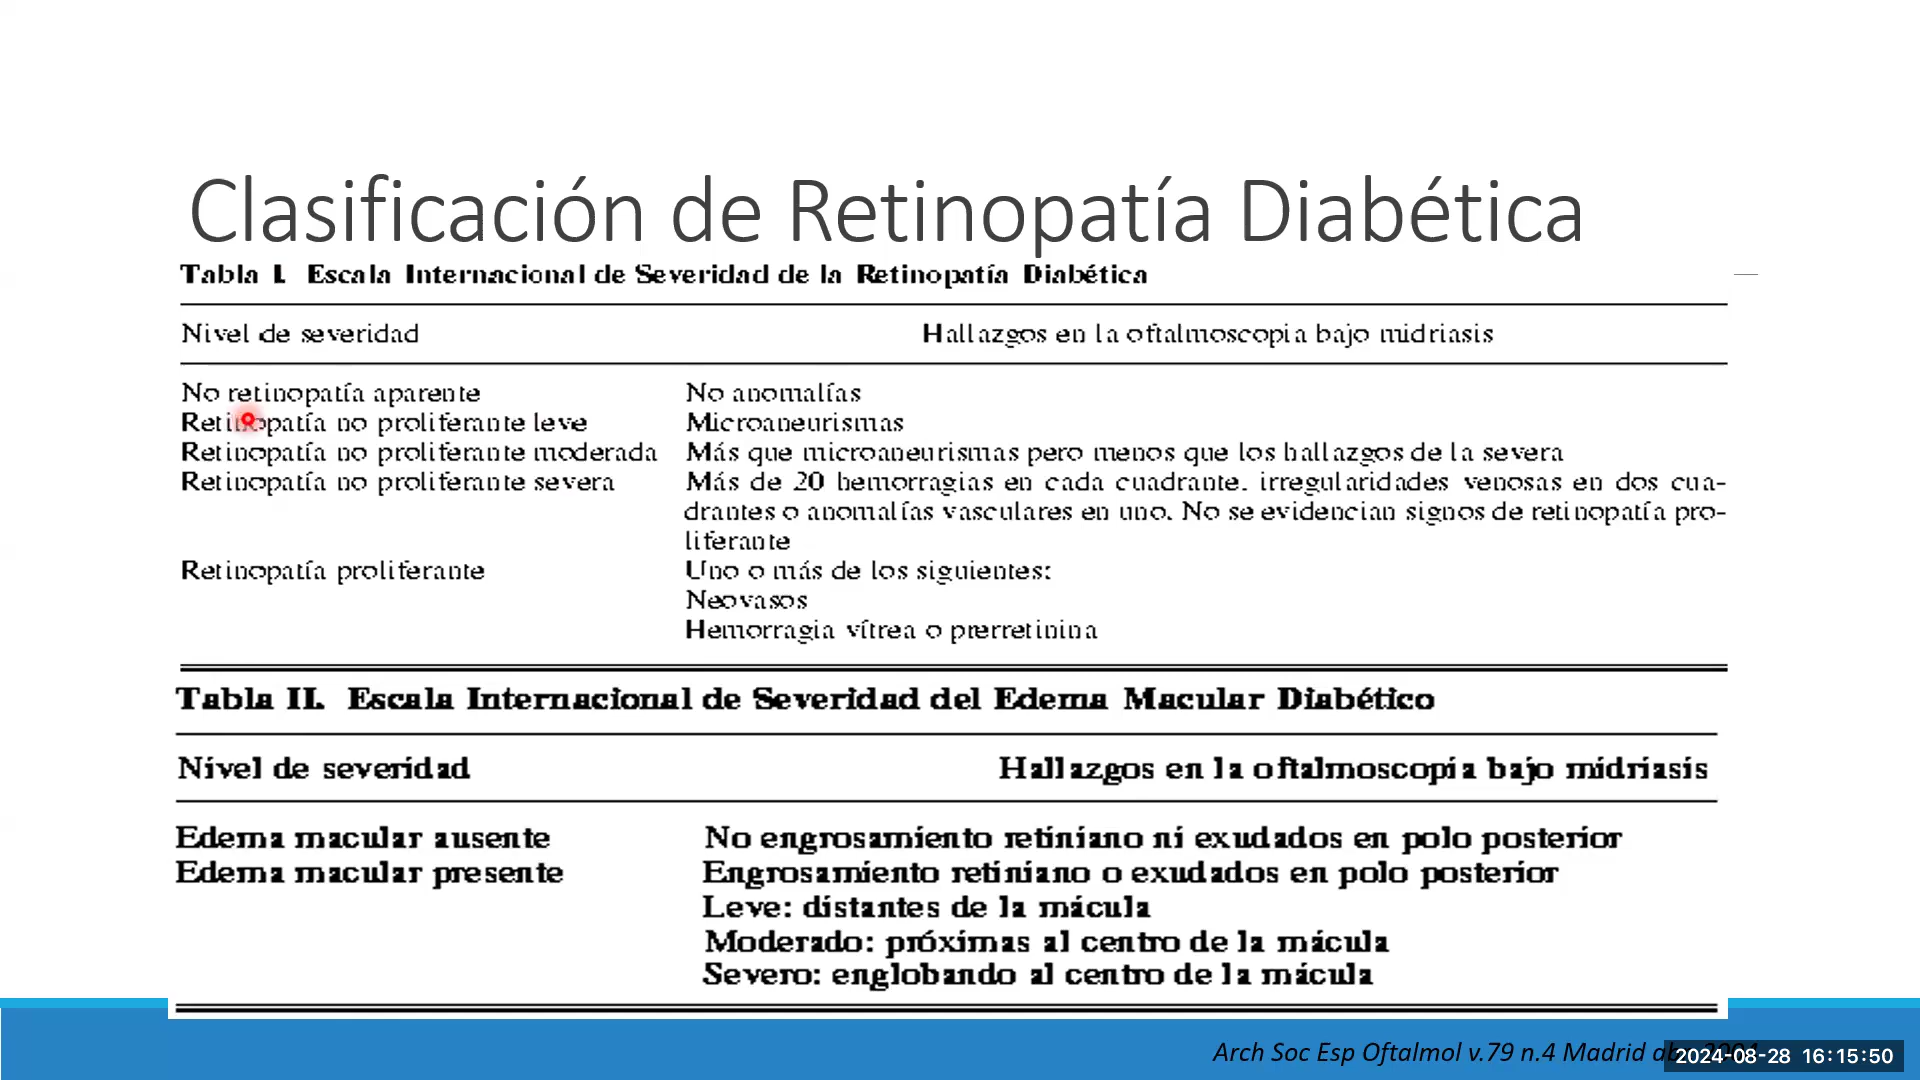 Clasificación de Retinopatía Diabética
Tabla I. Escala Internacional de Severidad de la Retinopatía Diabética
Nivel de severidad Hallazgos en la oftalmoscopia bajo midriasis
No retinopatía aparente No anomalías
Retinopatía no proliferante leve Microaneurismas
Retinopatía no proliferante moderada Más que microaneurismas pero menos que los hallazgos de la severa
Retinopatía no proliferante severa Más de 20 hemorragias en cada cuadrante, irregularidades venosas en dos cua-
drantes o anomalías vasculares en uno. No se evidencian signos de retinopatía pro-
liferante
Retinopatía proliferante Uno o más de los siguientes:
Neovasos
Hemorragia vítrea o prerretinina
Tabla II. Escala Internacional de Severidad del Edema Macular Diabético
Nivel de severidad Hallazgos en la oftalmoscopia bajo midriasis
Edema macular ausente No engrosamiento retiniano ni exudados en polo posterior
Edema macular presente Engrosamiento retiniano o exudados en polo posterior
Leve: distantes de la mácula
Moderado: próximas al centro de la mácula
Severo: englobando al centro de la mácula
Arch Soc Esp Oftalmol v.79 n.4 Madrid
2024-08-28 16:15:50